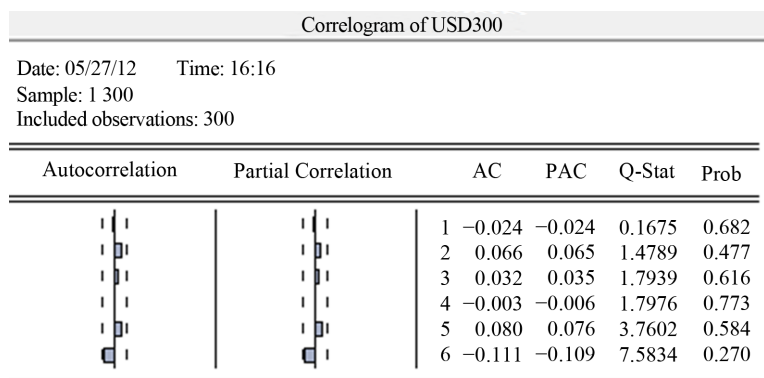 Correlogram of USD300
Date: 05/27/12 Time: 16:16
Sample: 1 300
Included observations: 300
Autocorrelation Partial Correlation AC PAC Q-Stat Prob
1 −0.024 −0.024 0.1675 0.682
2 0.066 0.065 1.4789 0.477
3 0.032 0.035 1.7939 0.616
4 −0.003 −0.006 1.7976 0.773
5 0.080 0.076 3.7602 0.584
6 −0.111 −0.109 7.5834 0.270